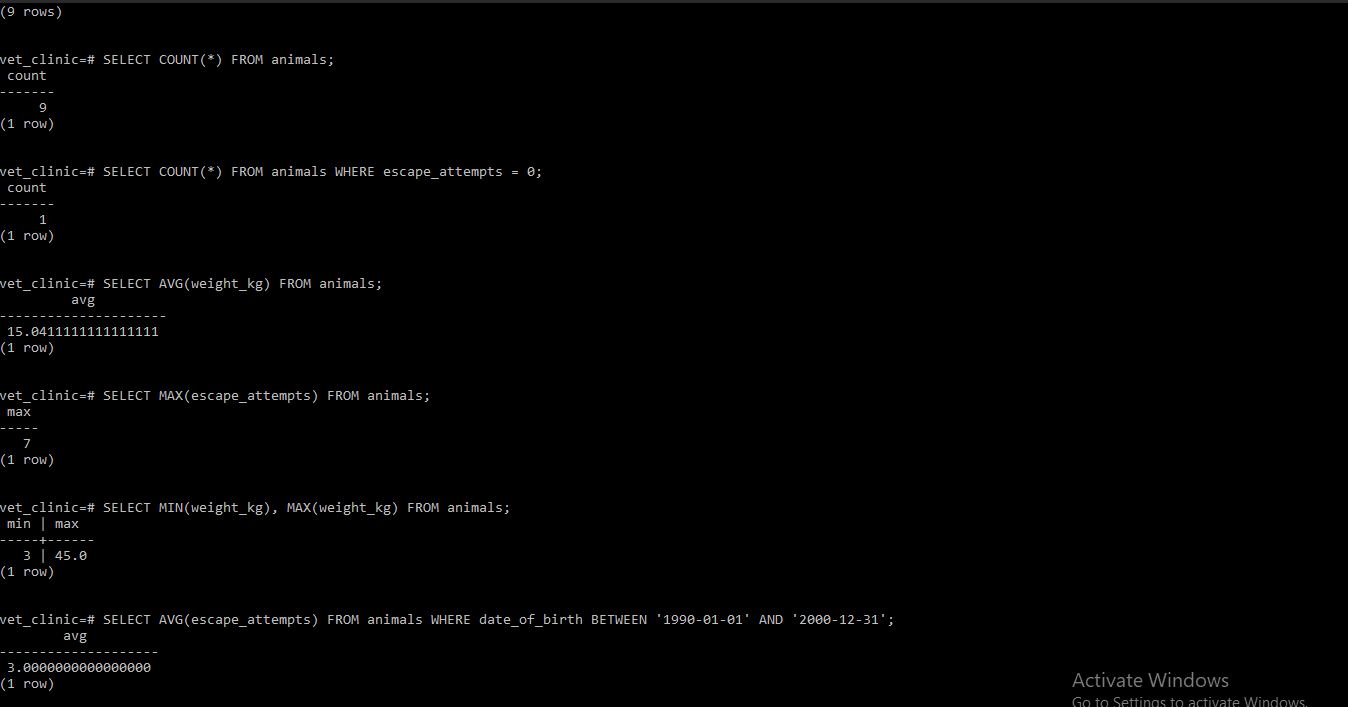 (9 rows)
vet_clinic=# SELECT COUNT(*) FROM animals;
 count
-------
     9
(1 row)
vet_clinic=# SELECT COUNT(*) FROM animals WHERE escape_attempts = 0;
 count
-------
     1
(1 row)
vet_clinic=# SELECT AVG(weight_kg) FROM animals;
         avg
---------------------
 15.0411111111111111
(1 row)
vet_clinic=# SELECT MAX(escape_attempts) FROM animals;
 max
-----
   7
(1 row)
vet_clinic=# SELECT MIN(weight_kg), MAX(weight_kg) FROM animals;
 min | max
-----+------
   3 | 45.0
(1 row)
vet_clinic=# SELECT AVG(escape_attempts) FROM animals WHERE date_of_birth BETWEEN '1990-01-01' AND '2000-12-31';
        avg
--------------------
 3.0000000000000000
(1 row)
Activate Windows
Go to Settings to activate Windows.